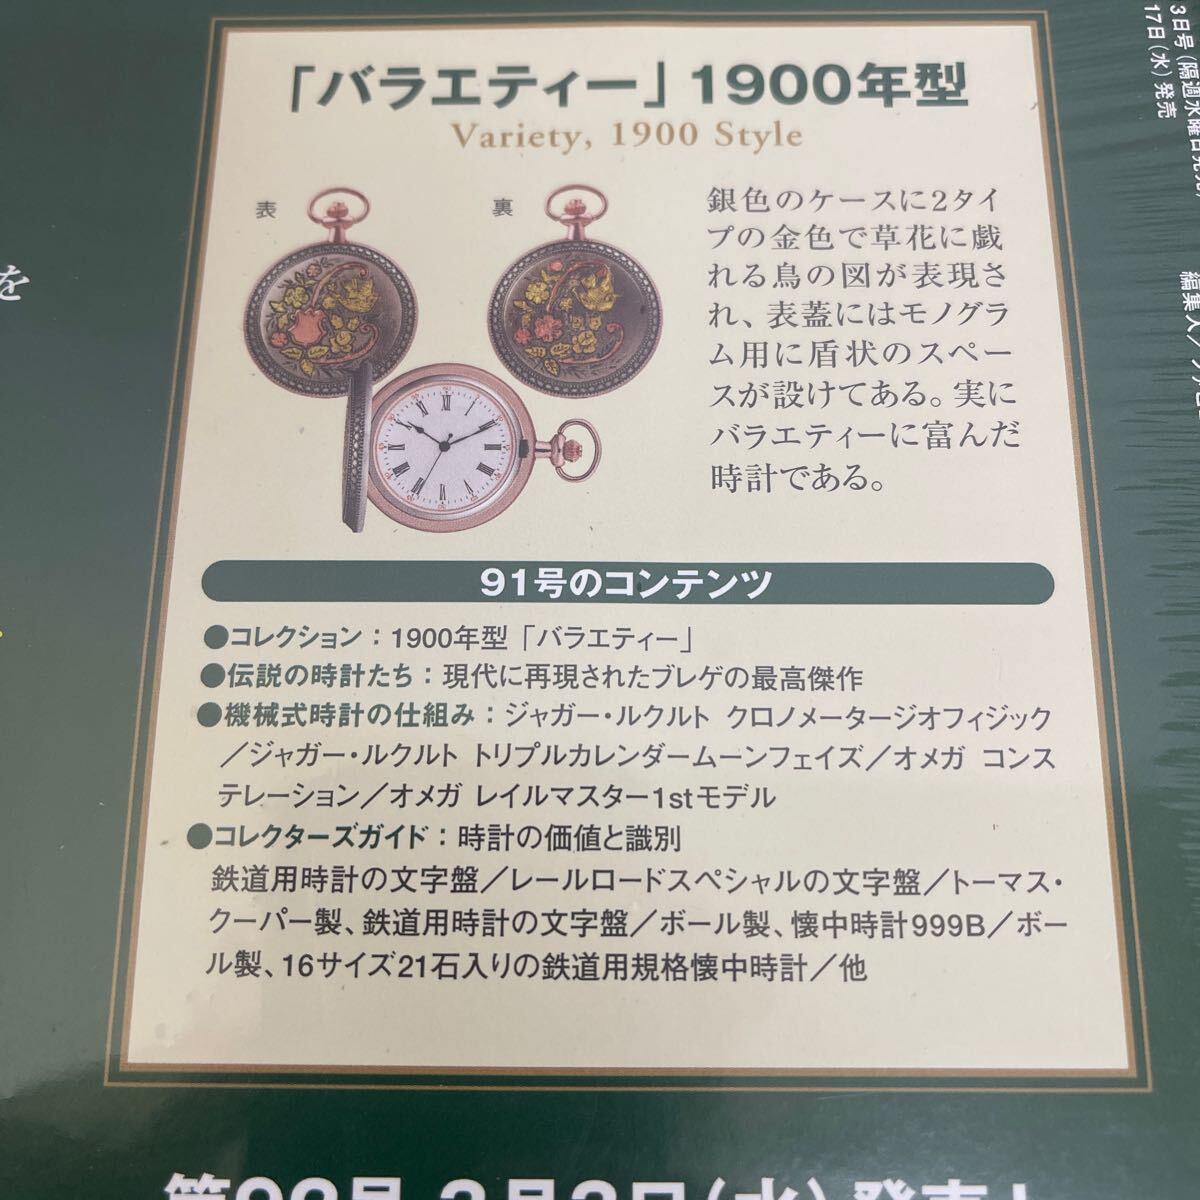 「バラエティー」1900年型
Variety, 1900 Style
表
裏
銀色のケースに2タイ
プの金色で草花に戯
れる鳥の図が表現さ
れ、表蓋にはモノグラ
ム用に盾状のスペー
スが設けてある。実に
バラエティーに富んだ
時計である。
91号のコンテンツ
●コレクション：1900年型「バラエティー」
●伝説の時計たち：現代に再現されたブレゲの最高傑作
●機械式時計の仕組み：ジャガー・ルクルト クロノメータージオフィジック
／ジャガー・ルクルト トリプルカレンダームーンフェイズ／オメガ コンス
テレーション／オメガ レイルマスター1stモデル
●コレクターズガイド：時計の価値と識別
鉄道用時計の文字盤／レールロードスペシャルの文字盤／トーマス・
クーパー製、鉄道用時計の文字盤／ボール製、懐中時計999B／ボー
ル製、16サイズ21石入りの鉄道用規格懐中時計／他
を
3日号（隔週水曜日発
17日（水）発売
編集人／